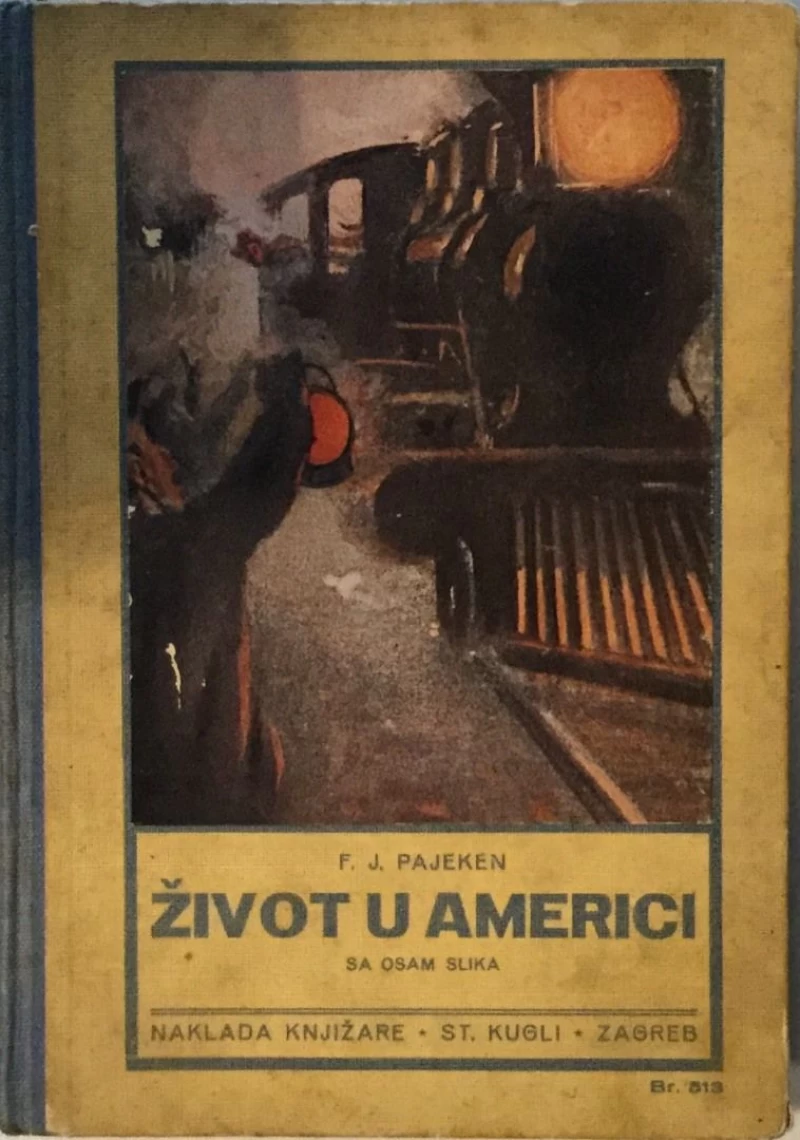 F. J. PAJEKEN
ŽIVOT U AMERICI
SA OSAM SLIKA
NAKLADA KNJIŽARE • ST. KUGLI • ZAGREB
Br. 513